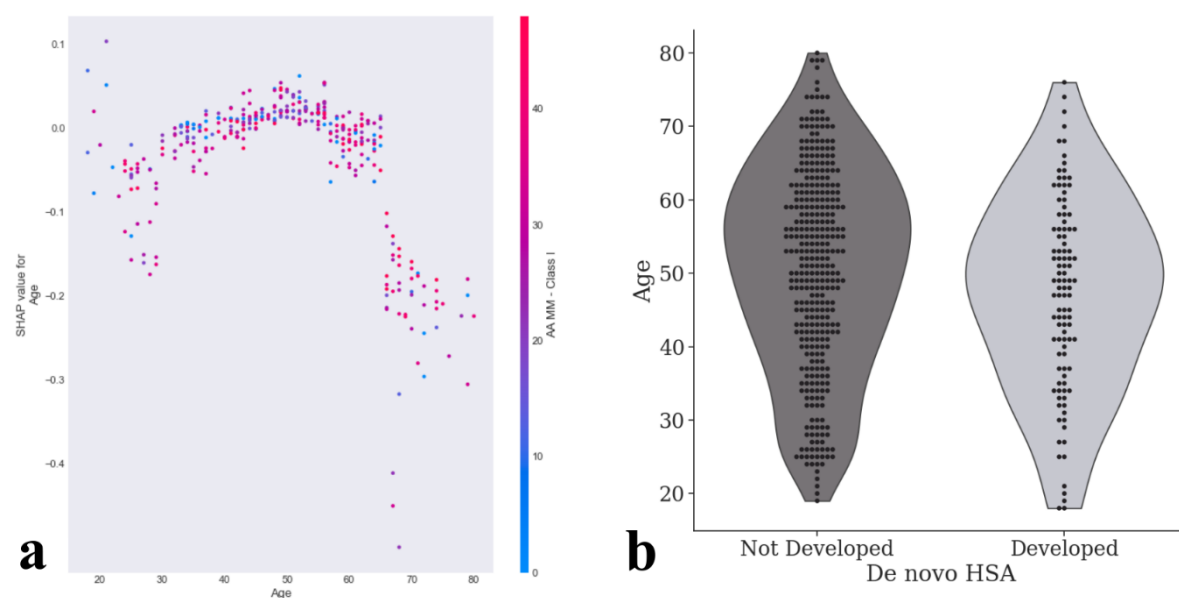 0.1
0.0
−0.1
−0.2
−0.3
−0.4
SHAP value for
Age
20
30
40
50
60
70
80
Age
40
30
20
10
0
AA MM - Class I
a
80
70
60
50
40
30
20
Age
Not Developed
Developed
De novo HSA
b